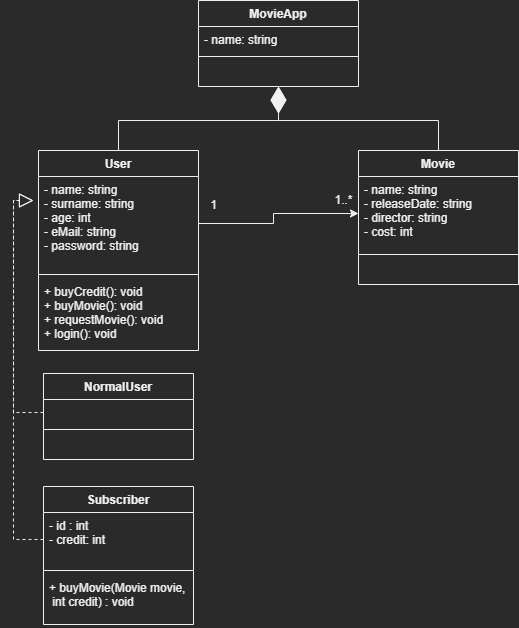 MovieApp
- name: string
User
- name: string
- surname: string
- age: int
- eMail: string
- password: string
+ buyCredit(): void
+ buyMovie(): void
+ requestMovie(): void
+ login(): void
1
1..*
Movie
- name: string
- releaseDate: string
- director: string
- cost: int
NormalUser
Subscriber
- id : int
- credit: int
+ buyMovie(Movie movie,
int credit) : void